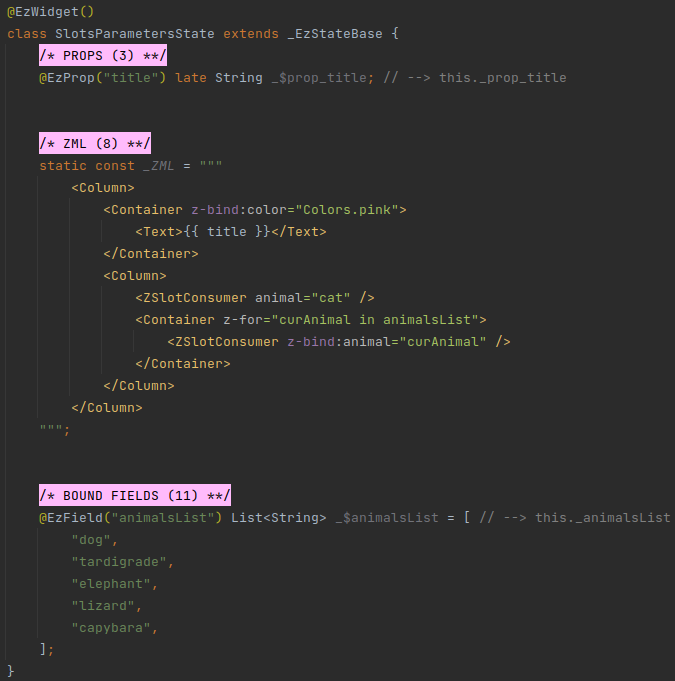 @EzWidget()
class SlotsParametersState extends _EzStateBase {
    /* PROPS (3) **/
    @EzProp("title") late String _$prop_title; // --> this._prop_title


    /* ZML (8) **/
    static const _ZML = """
        <Column>
            <Container z-bind:color="Colors.pink">
                <Text>{{ title }}</Text>
            </Container>
            <Column>
                <ZSlotConsumer animal="cat" />
                <Container z-for="curAnimal in animalsList">
                    <ZSlotConsumer z-bind:animal="curAnimal" />
                </Container>
            </Column>
        </Column>
    """;


    /* BOUND FIELDS (11) **/
    @EzField("animalsList") List<String> _$animalsList = [ // --> this._animalsList
        "dog",
        "tardigrade",
        "elephant",
        "lizard",
        "capybara",
    ];
}